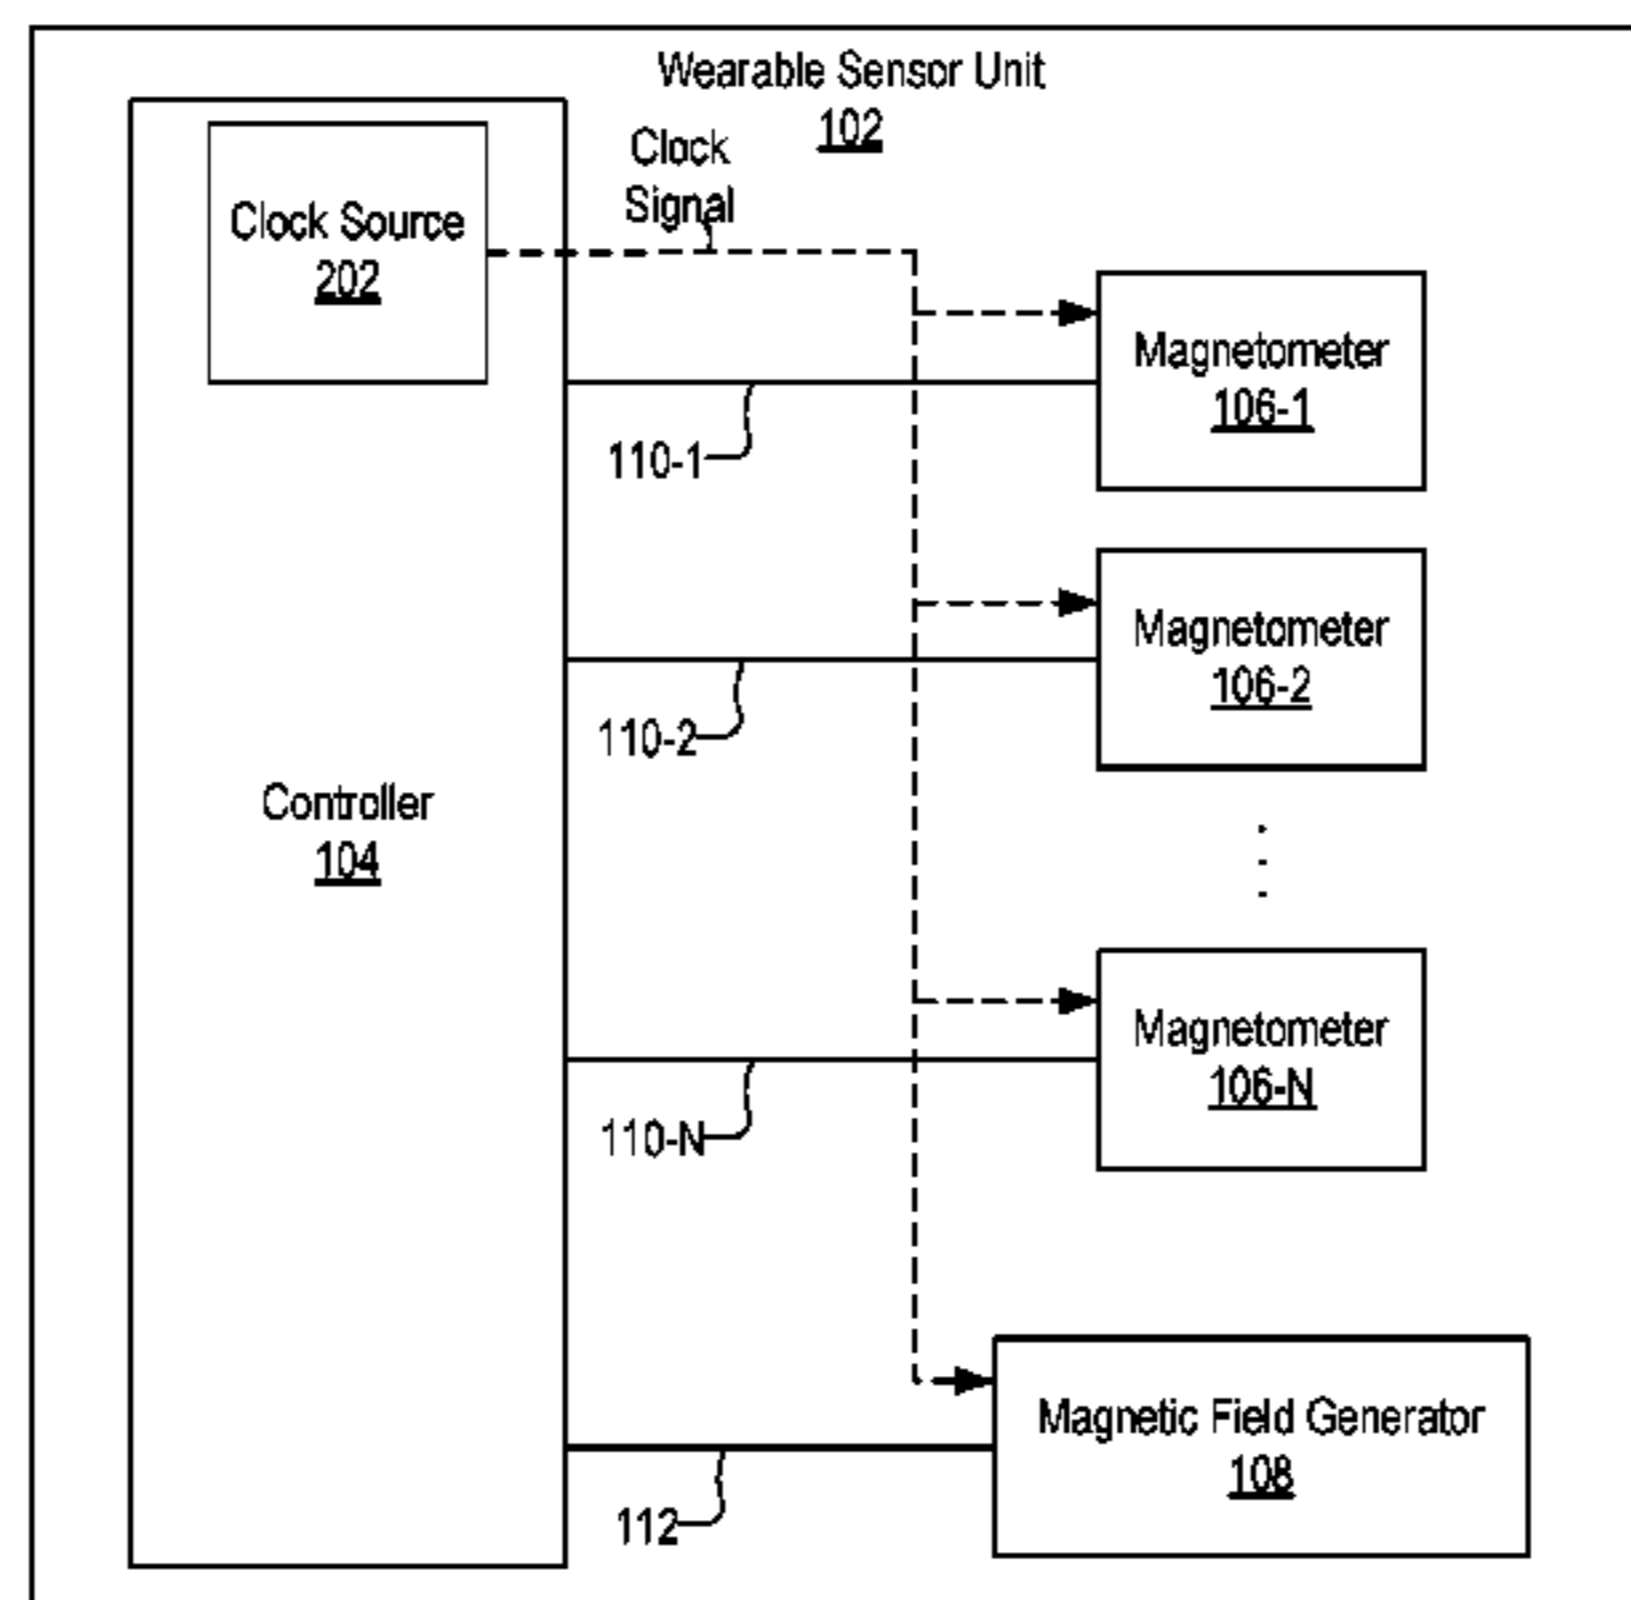 Wearable Sensor Unit
102
Clock
Signal
Clock Source
202
Magnetometer
106-1
110-1
Magnetometer
106-2
110-2
Controller
104
Magnetometer
106-N
110-N
Magnetic Field Generator
108
112